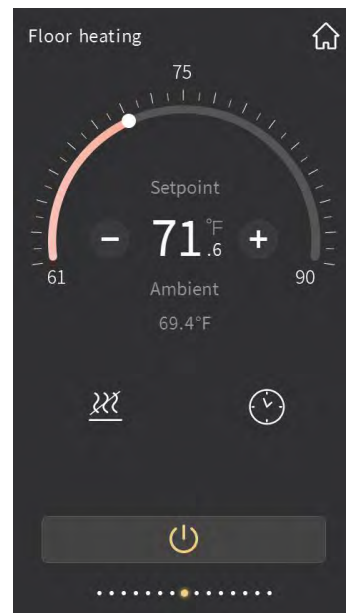 Floor heating
75
Setpoint
− 71.6 °F +
61
90
Ambient
69.4°F